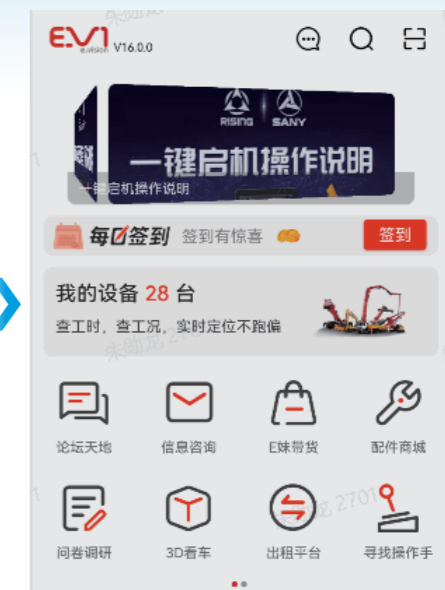 EVI
e.vision V16.0.0
RISING SANY
一键启机操作说明
一键启机操作说明
每日签到 签到有惊喜 签到
我的设备 28 台
查工时，查工况，实时定位不跑偏
论坛天地 信息咨询 E妹带货 配件商城
问卷调研 3D看车 出租平台 寻找操作手